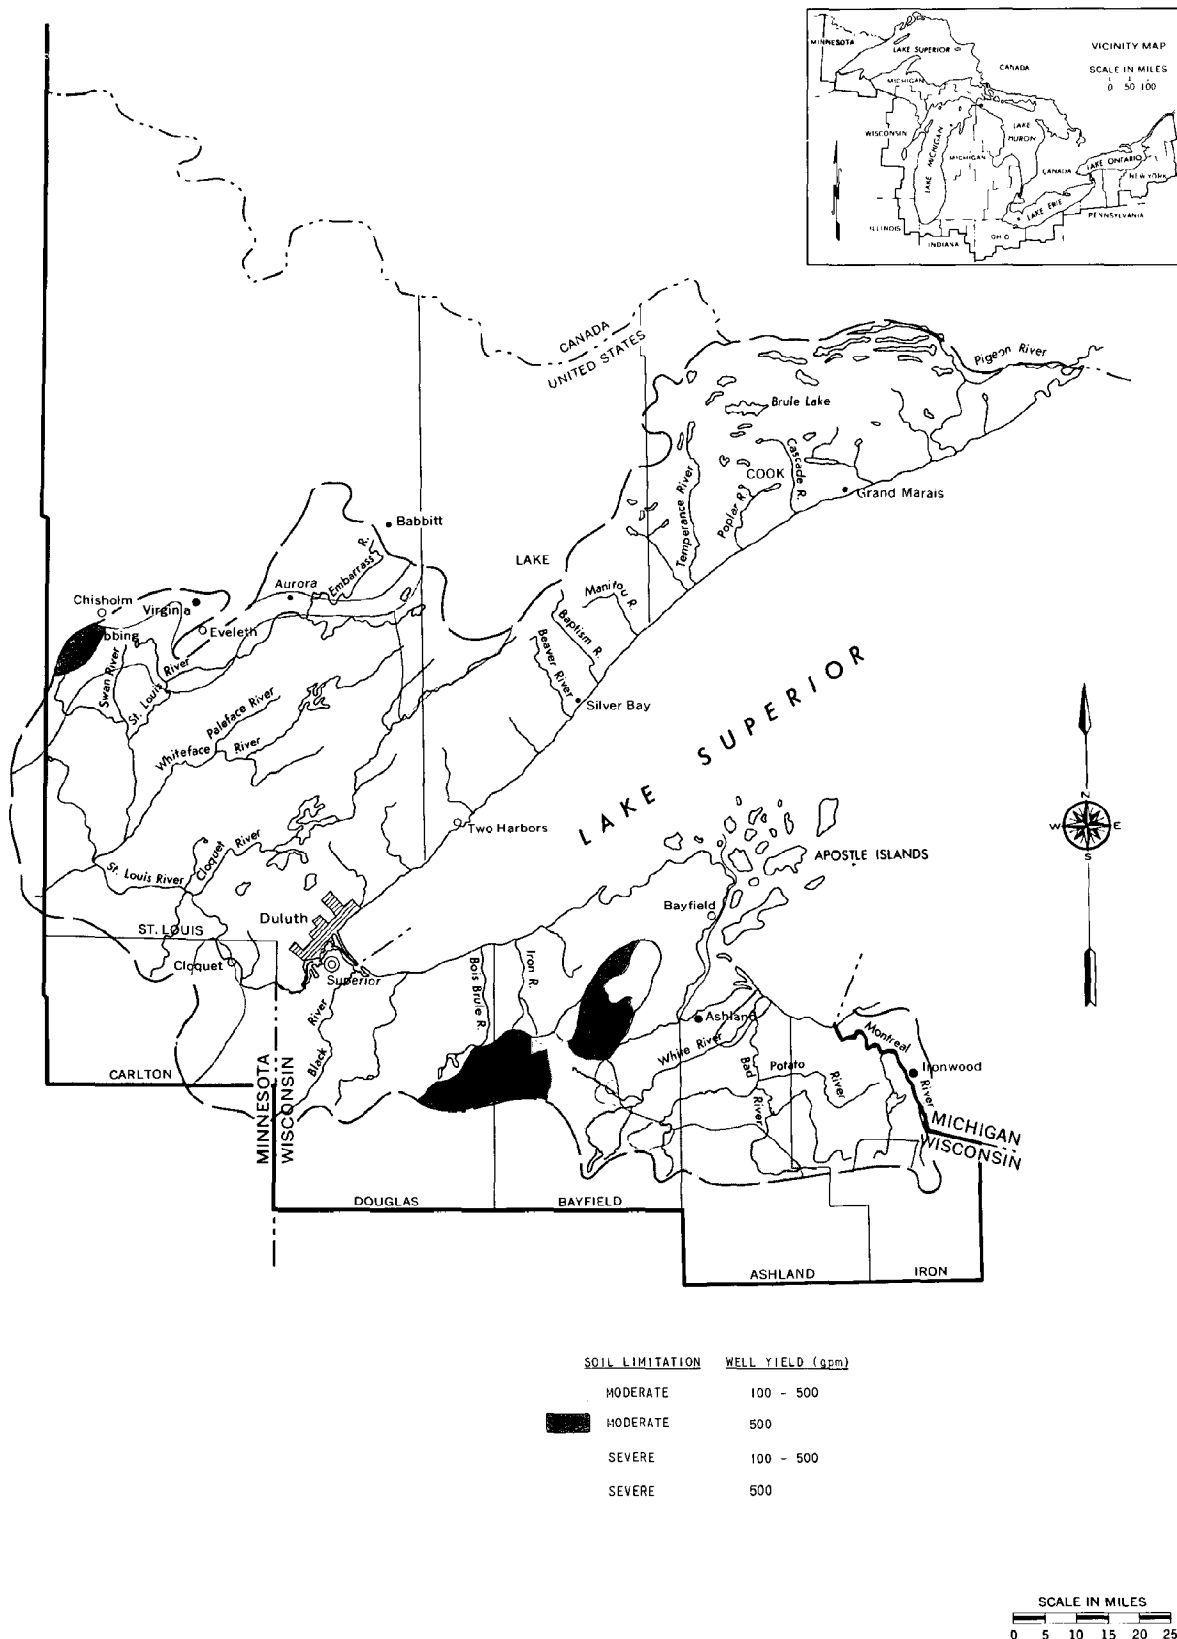 MINNESOTA
LAKE SUPERIOR
CANADA
VICINITY MAP
SCALE IN MILES
0 50 100
MICHIGAN
WISCONSIN
LAKE MICHIGAN
MICHIGAN
LAKE HURON
CANADA
LAKE ONTARIO
NEW YORK
LAKE ERIE
PENNSYLVANIA
ILLINOIS
INDIANA
OHIO
CANADA
UNITED STATES
Pigeon River
Brule Lake
COOK
Cascade R.
Poplar R.
Temperance River
Grand Marais
Babbitt
LAKE
Embarrass R.
Aurora
Manitou R.
Chisholm
Virginia
Eveleth
bbing
Baptism R.
Beaver River
Swan River
St. Louis River
Silver Bay
Paleface River
Whiteface River
LAKE SUPERIOR
N
W E
S
Two Harbors
Cloquet River
St. Louis River
APOSTLE ISLANDS
Bayfield
Duluth
ST. LOUIS
Cloquet
Superior
Bois Brule R.
Iron R.
Black River
Ashland
White River
Bad River
Potato River
Montreal River
Ironwood
CARLTON
MINNESOTA
WISCONSIN
MICHIGAN
WISCONSIN
DOUGLAS
BAYFIELD
ASHLAND
IRON
SOIL LIMITATION WELL YIELD (gpm)
MODERATE 100 - 500
MODERATE 500
SEVERE 100 - 500
SEVERE 500
SCALE IN MILES
0 5 10 15 20 25